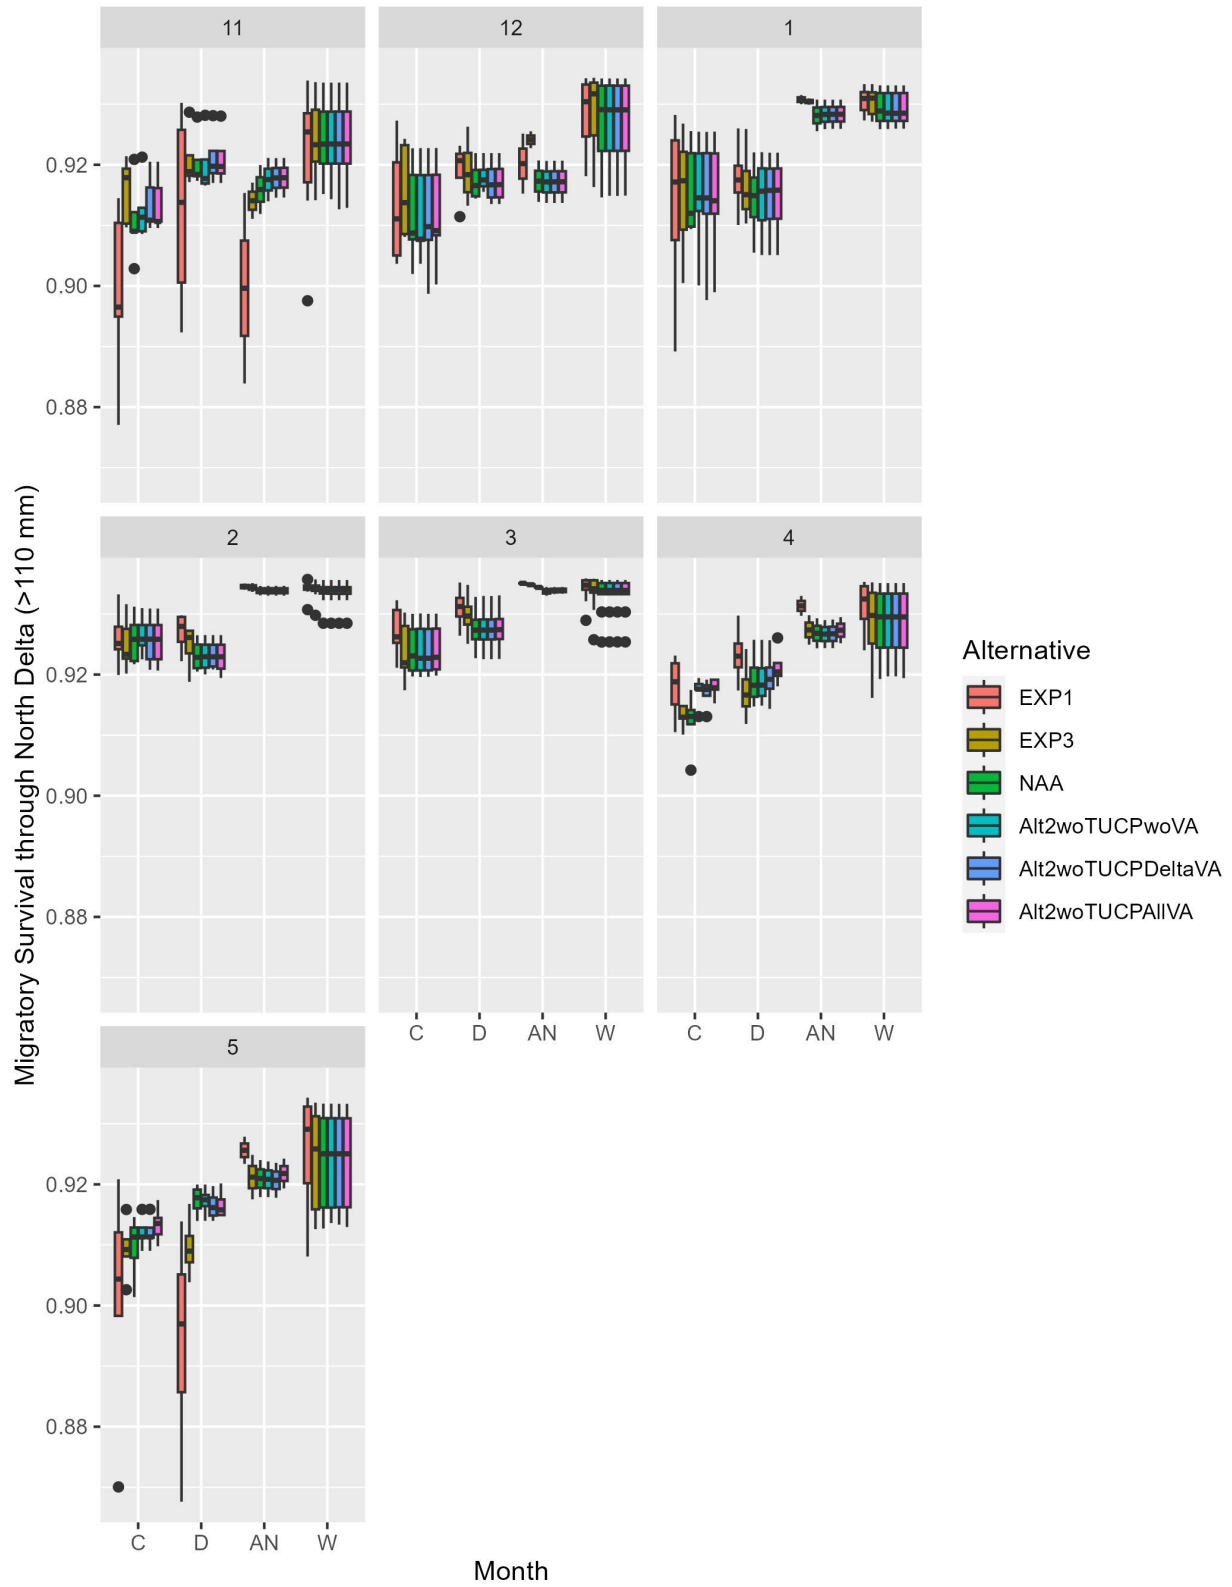 11
12
1
0.92
0.90
0.88
2
3
4
0.92
0.90
0.88
C D AN W
C D AN W
5
0.92
0.90
0.88
C D AN W
Month
Migratory Survival through North Delta (>110 mm)
Alternative
EXP1
EXP3
NAA
Alt2woTUCPwoVA
Alt2woTUCPDeltaVA
Alt2woTUCPAllVA